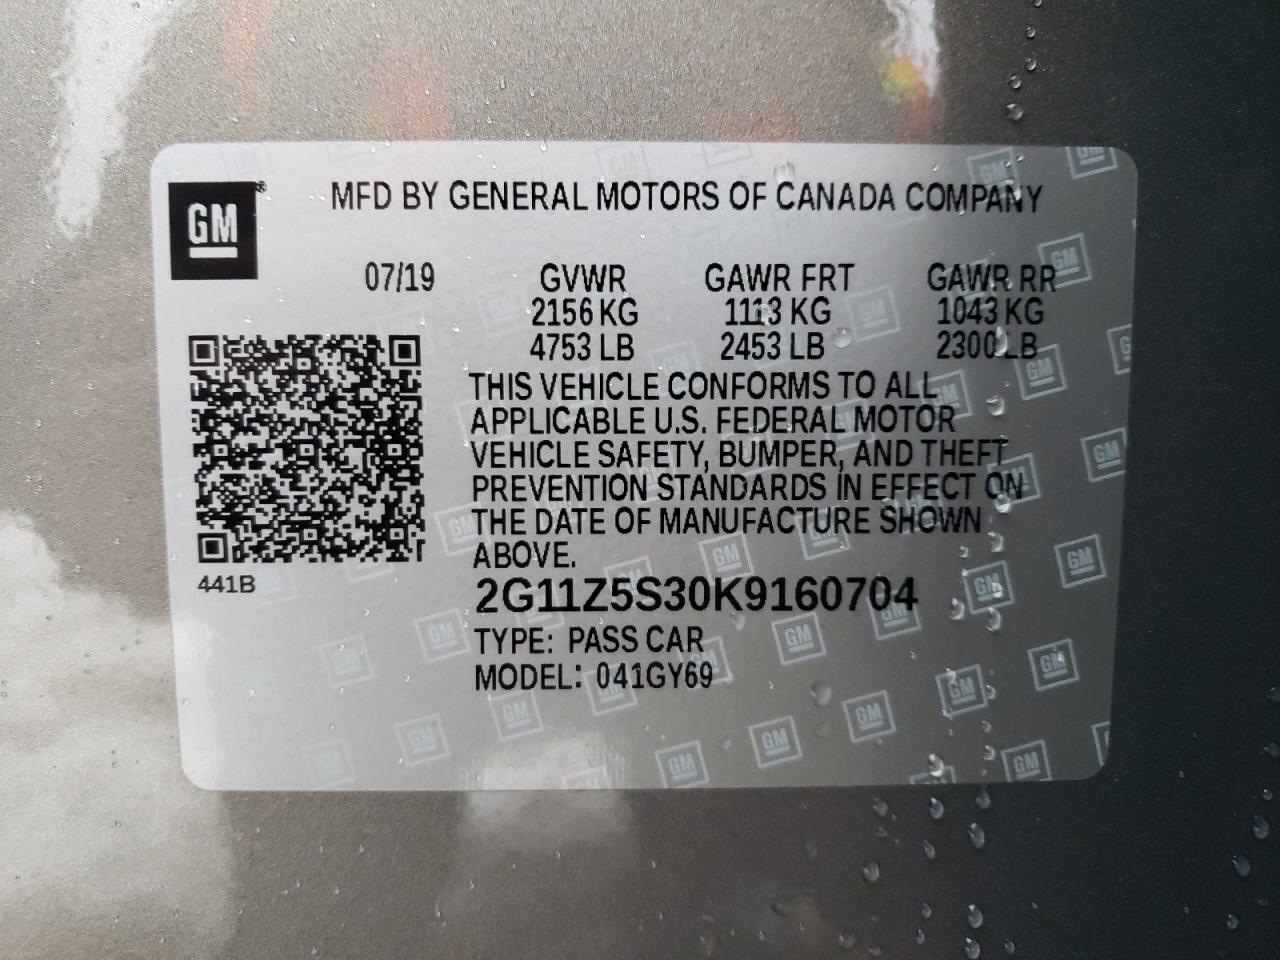 GM®
MFD BY GENERAL MOTORS OF CANADA COMPANY
07/19 GVWR GAWR FRT GAWR RR
2156 KG 1113 KG 1043 KG
4753 LB 2453 LB 2300 LB
THIS VEHICLE CONFORMS TO ALL
APPLICABLE U.S. FEDERAL MOTOR
VEHICLE SAFETY, BUMPER, AND THEFT
PREVENTION STANDARDS IN EFFECT ON
THE DATE OF MANUFACTURE SHOWN
ABOVE.
441B
2G11Z5S30K9160704
TYPE: PASS CAR
MODEL: 041GY69